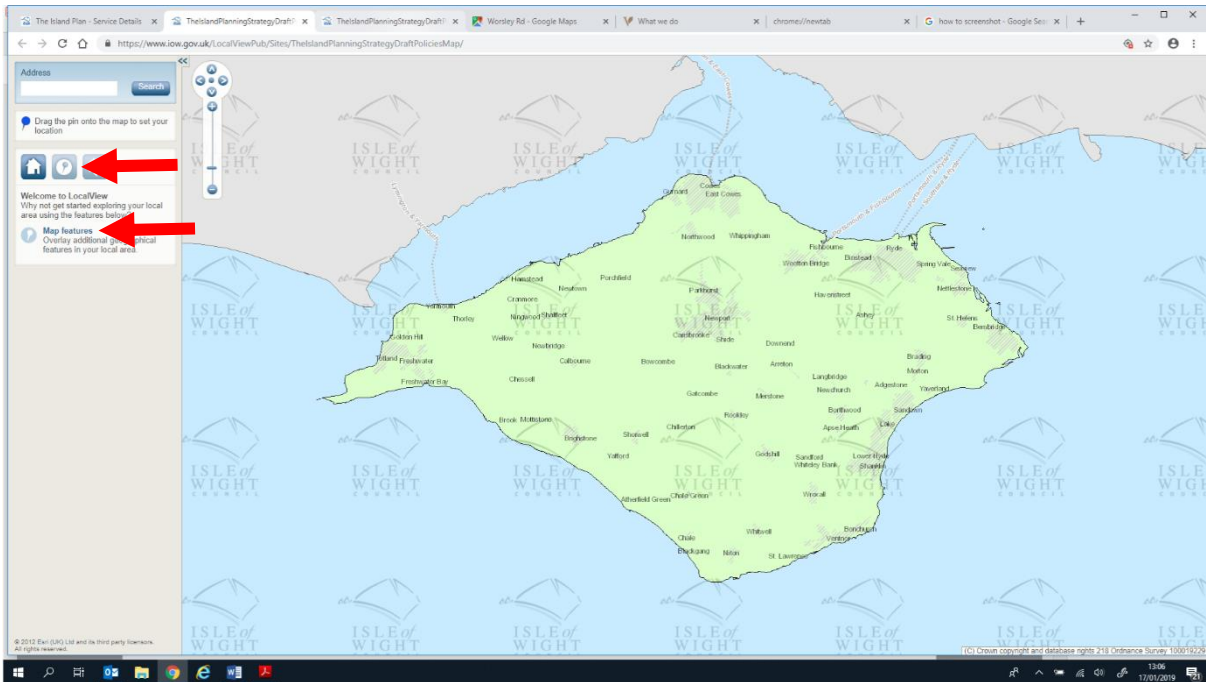 The Island Plan - Service Details
TheIslandPlanningStrategyDraftP
TheIslandPlanningStrategyDraftP
Worsley Rd - Google Maps
What we do
chrome://newtab
how to screenshot - Google Sear
https://www.iow.gov.uk/LocalViewPub/Sites/TheIslandPlanningStrategyDraftPoliciesMap/
Address
Search
Drag the pin onto the map to set your
location
Welcome to LocalView
Why not get started exploring your local
area using the features below?
Map features
Overlay additional geographical
features in your local area.
© 2012 Esri (UK) Ltd and its third party licensors.
All rights reserved.
ISLE of
WIGHT
COUNCIL
Gurnard
Cowes
East Cowes
Northwood
Whippingham
Fishbourne
Ryde
Wootton Bridge
Binstead
Spring Vale
Seaview
Hamstead
Newtown
Porchfield
Parkhurst
Havenstreet
Nettlestone
Cranmore
Yarmouth
Thorley
Ningwood
Shalfleet
Newport
Ashey
St. Helens
Bembridge
Golden Hill
Wellow
Newbridge
Carisbrooke
Shide
Downend
Totland
Freshwater
Calbourne
Bowcombe
Blackwater
Arreton
Brading
Morton
Freshwater Bay
Chessell
Langbridge
Newchurch
Adgestone
Yaverland
Gatcombe
Merstone
Brook
Mottistone
Rookley
Borthwood
Sandown
Brighstone
Shorwell
Chillerton
Apse Heath
Lake
Yafford
Godshill
Sandford
Whiteley Bank
Lower Hyde
Shanklin
Atherfield Green
Chale Green
Wroxall
Chale
Whitwell
Bonchurch
Ventnor
Blackgang
Niton
St. Lawrence
Portsmouth & Fishbourne
(C) Crown copyright and database rights 218 Ordnance Survey 100019229
13:06
17/01/2019